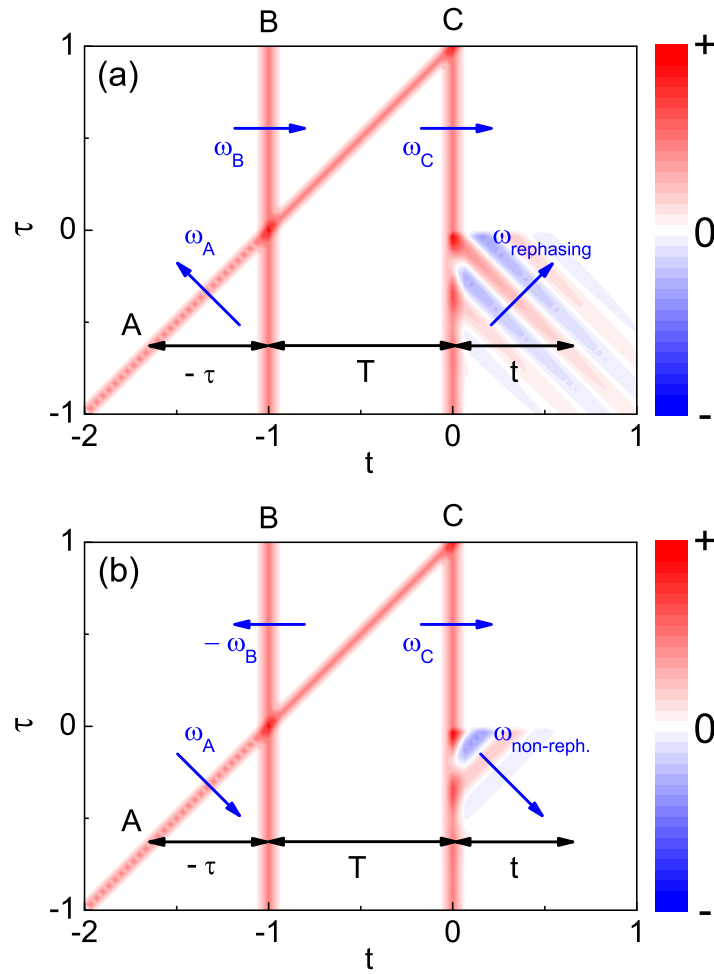 B C
1
(a)
+
ω_B ω_C
τ
0
ω_A ω_rephasing
0
A
- τ T t
-1
-
-2 -1 0 1
t
B C
1
(b)
+
− ω_B ω_C
τ
0
ω_A ω_non-reph.
0
A
- τ T t
-1
-
-2 -1 0 1
t